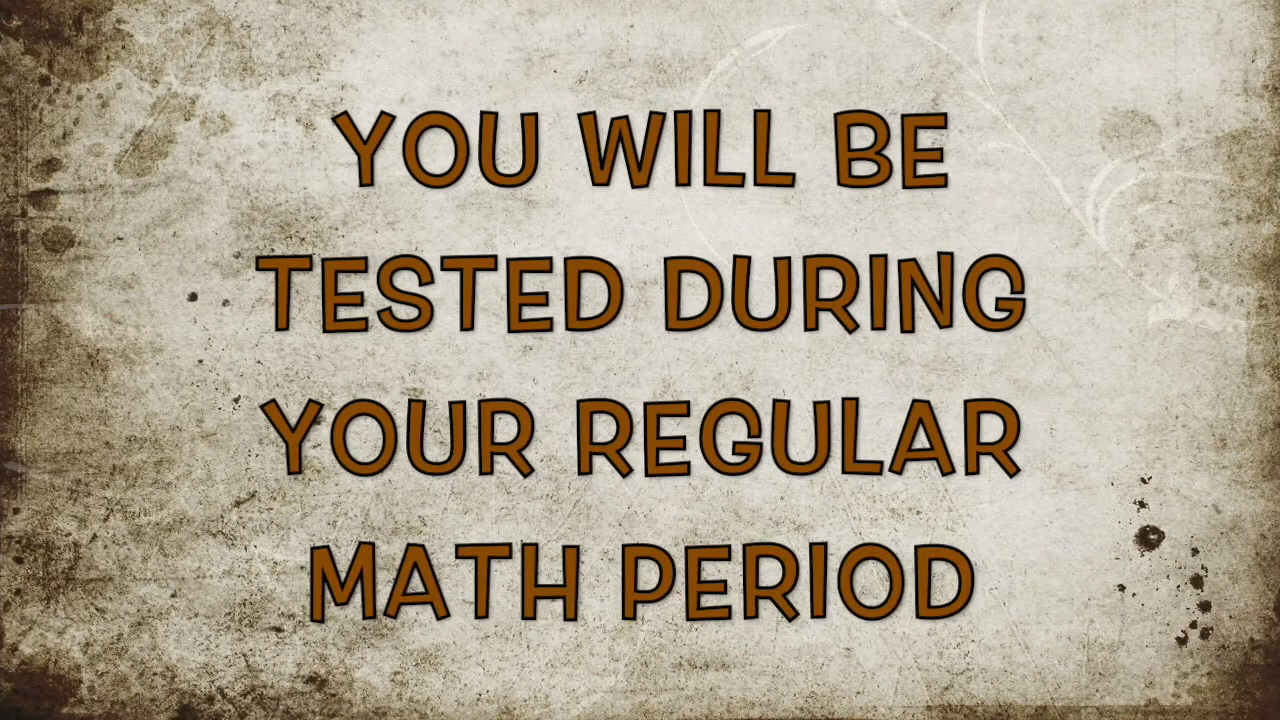 YOU WILL BE
TESTED DURING
YOUR REGULAR
MATH PERIOD